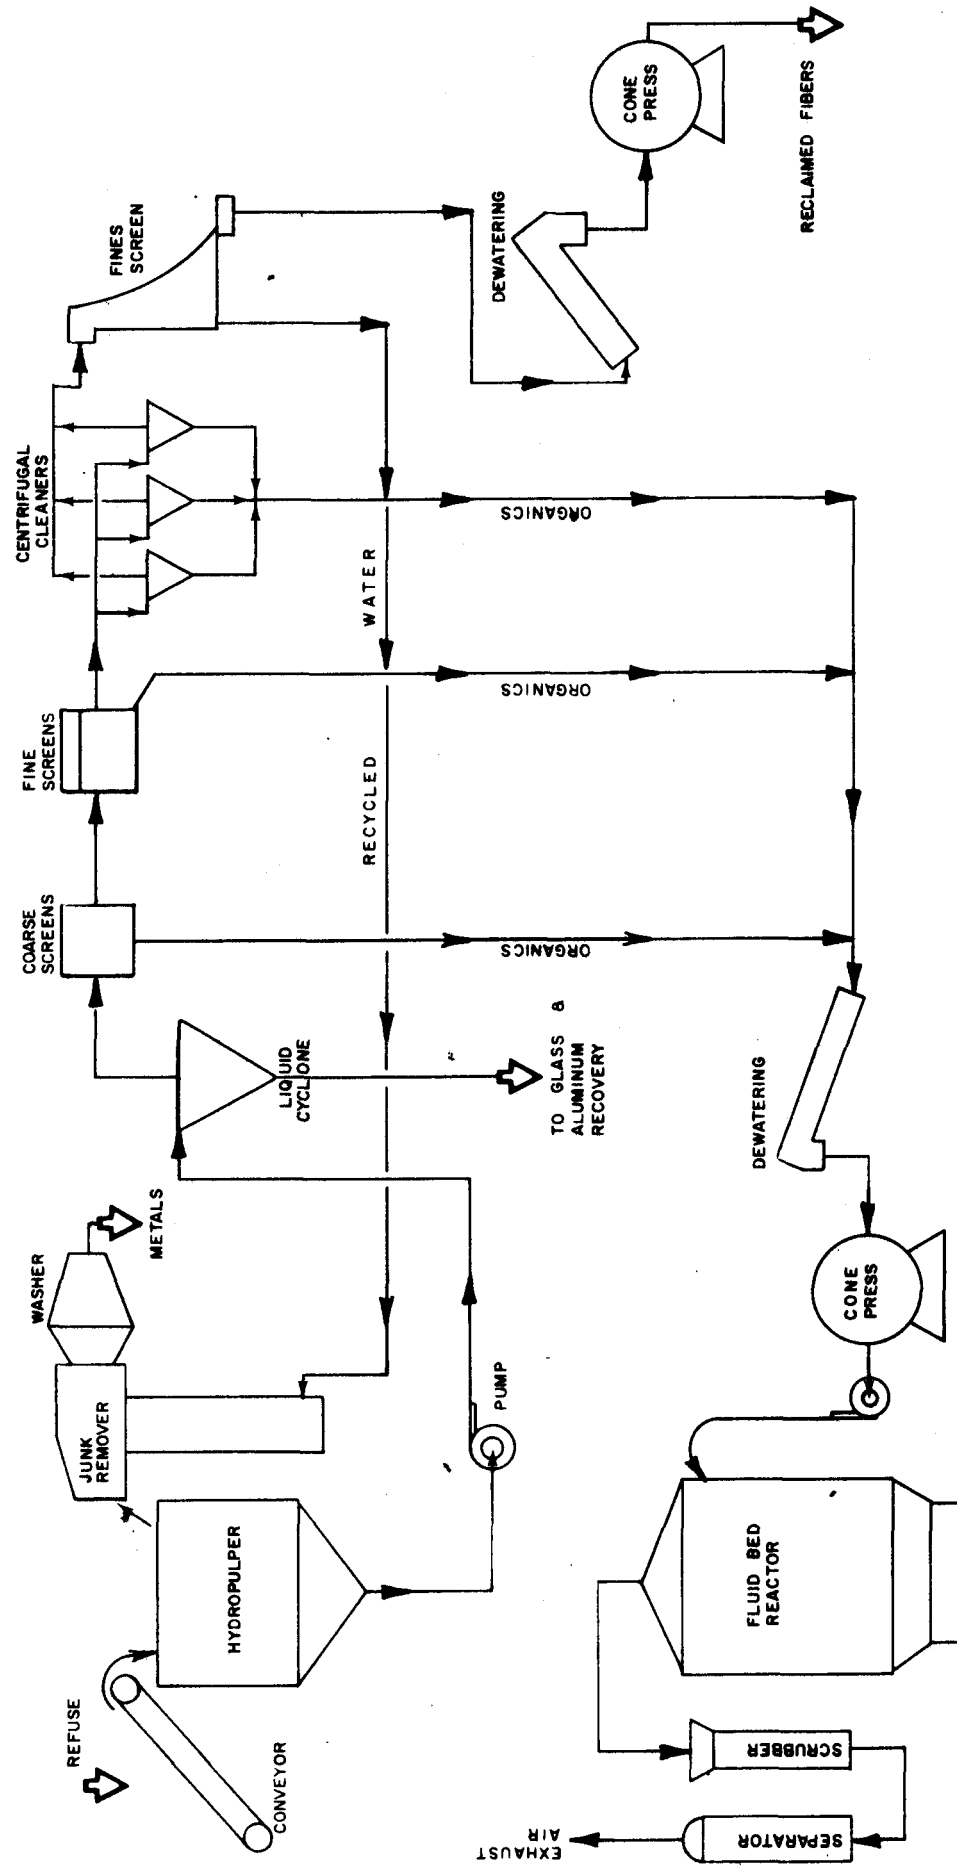 REFUSE
CONVEYOR
HYDROPULPER
JUNK
REMOVER
WASHER
METALS
PUMP
LIQUID
CYCLONE
TO GLASS &
ALUMINUM
RECOVERY
COARSE
SCREENS
FINE
SCREENS
CENTRIFUGAL
CLEANERS
FINES
SCREEN
RECYCLED WATER
ORGANICS
ORGANICS
ORGANICS
DEWATERING
CONE
PRESS
RECLAIMED FIBERS
DEWATERING
CONE
PRESS
FLUID BED
REACTOR
SCRUBBER
SEPARATOR
EXHAUST
AIR